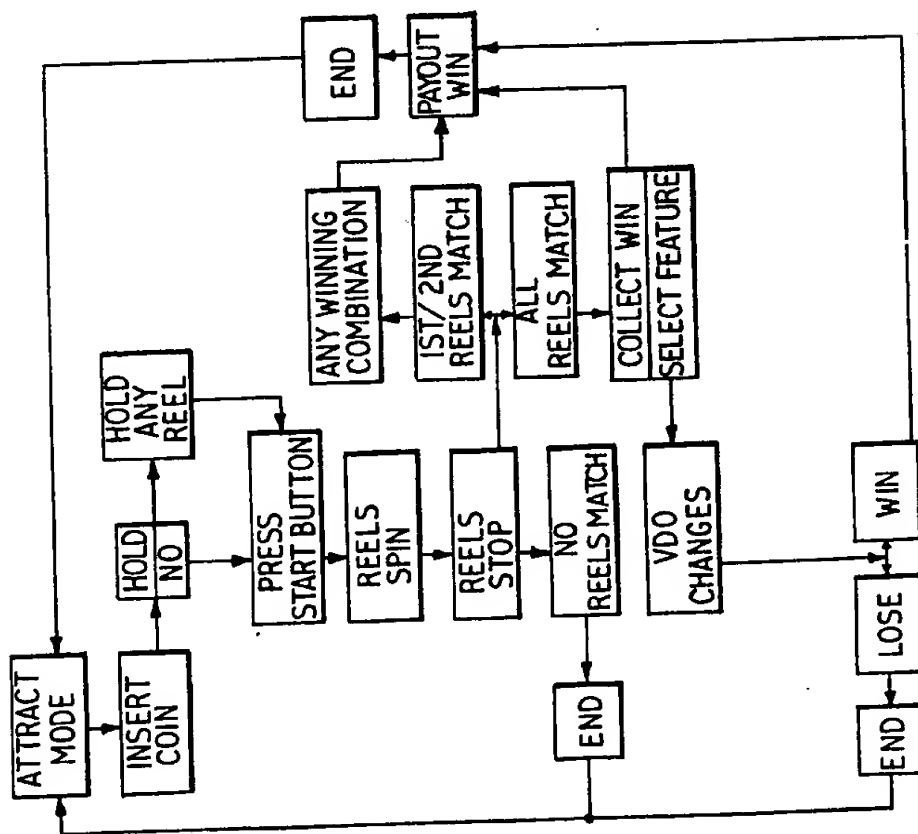 ATTRACT
MODE
INSERT
COIN
HOLD
NO
HOLD
ANY
REEL
PRESS
START BUTTON
REELS
SPIN
REELS
STOP
NO
REELS MATCH
END
ANY WINNING
COMBINATION
1ST/2ND
REELS MATCH
ALL
REELS MATCH
COLLECT WIN
SELECT FEATURE
PAYOUT
WIN
END
VDO
CHANGES
WIN
LOSE
END